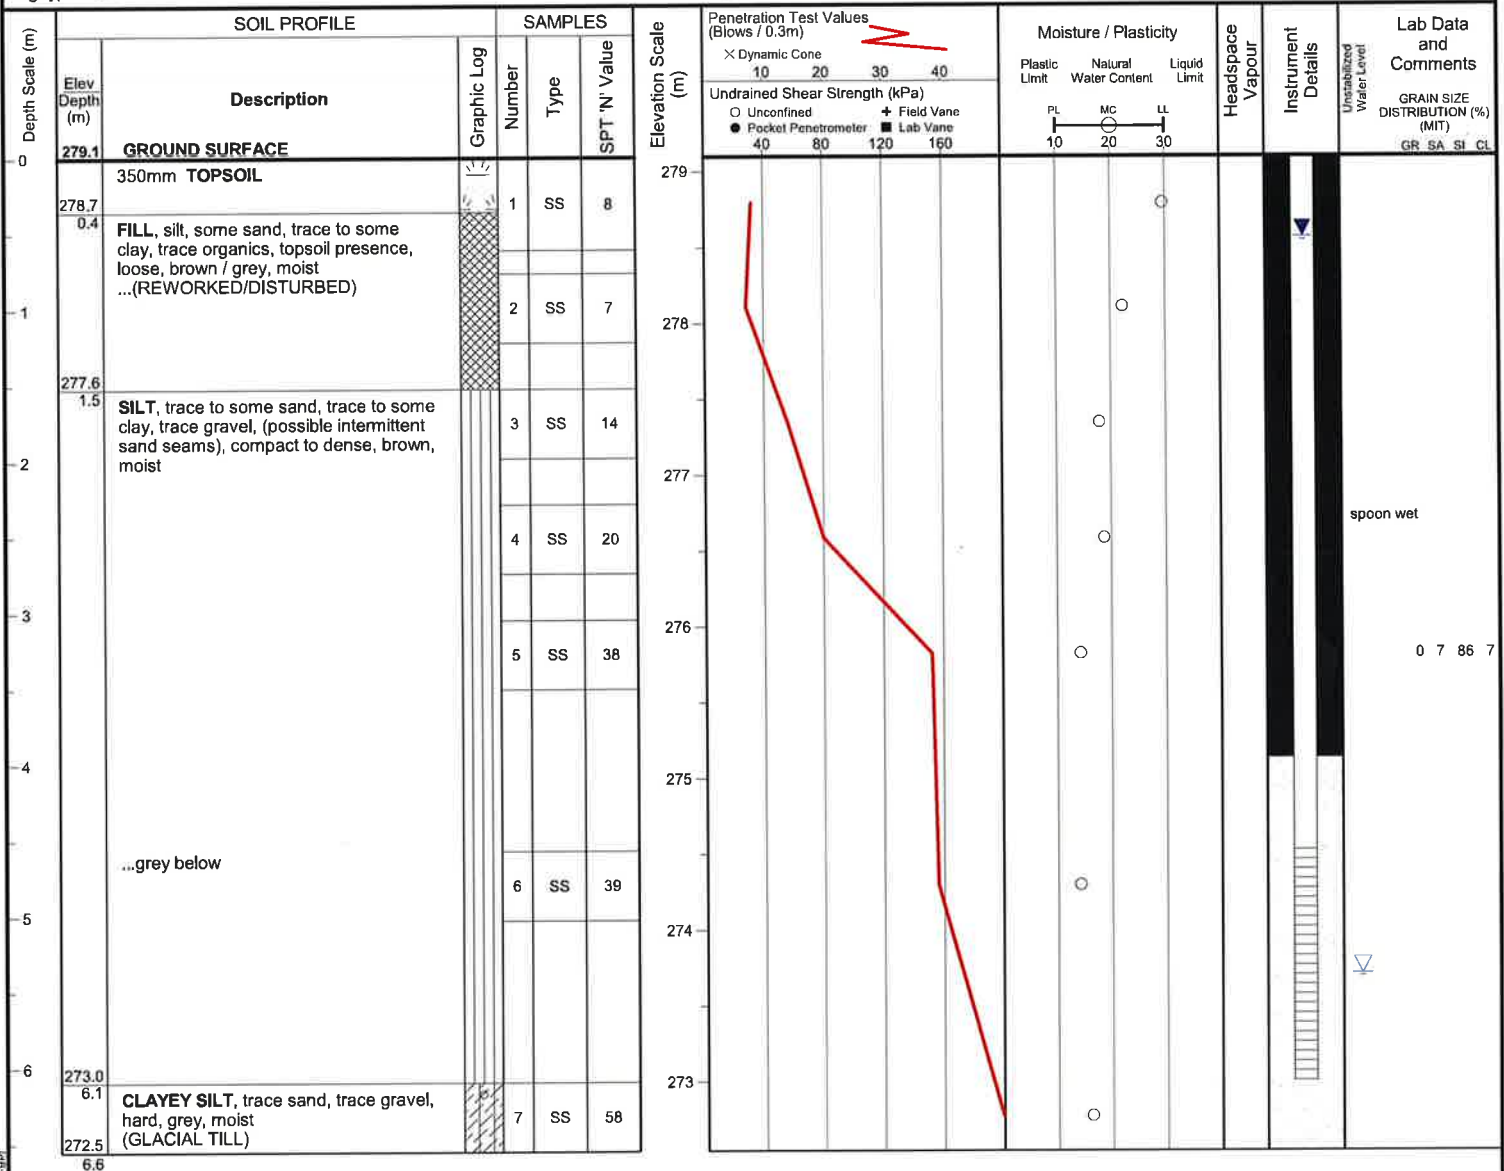 SOIL PROFILE
SAMPLES
Depth Scale (m)
Elev
Depth
(m)
Description
Graphic Log
Number
Type
SPT 'N' Value
Elevation Scale
(m)
Penetration Test Values
(Blows / 0.3m)
X Dynamic Cone
10 20 30 40
Undrained Shear Strength (kPa)
Unconfined
Field Vane
Pocket Penetrometer
Lab Vane
40 80 120 160
Moisture / Plasticity
Plastic
Limit
Natural
Water Content
Liquid
Limit
PL MC LL
10 20 30
Headspace
Vapour
Instrument
Details
Unstabilized
Water Level
Lab Data
and
Comments
GRAIN SIZE
DISTRIBUTION (%)
(MIT)
GR SA SI CL
279.1 GROUND SURFACE
0
350mm TOPSOIL
279
278.7
0.4
1 SS 8
FILL, silt, some sand, trace to some
clay, trace organics, topsoil presence,
loose, brown / grey, moist
...(REWORKED/DISTURBED)
1
2 SS 7
278
277.6
1.5
SILT, trace to some sand, trace to some
clay, trace gravel, (possible intermittent
sand seams), compact to dense, brown,
moist
3 SS 14
2
277
spoon wet
4 SS 20
3
276
5 SS 38
0 7 86 7
4
275
...grey below
6 SS 39
5
274
6
273.0
6.1
273
CLAYEY SILT, trace sand, trace gravel,
hard, grey, moist
(GLACIAL TILL)
7 SS 58
272.5
6.6